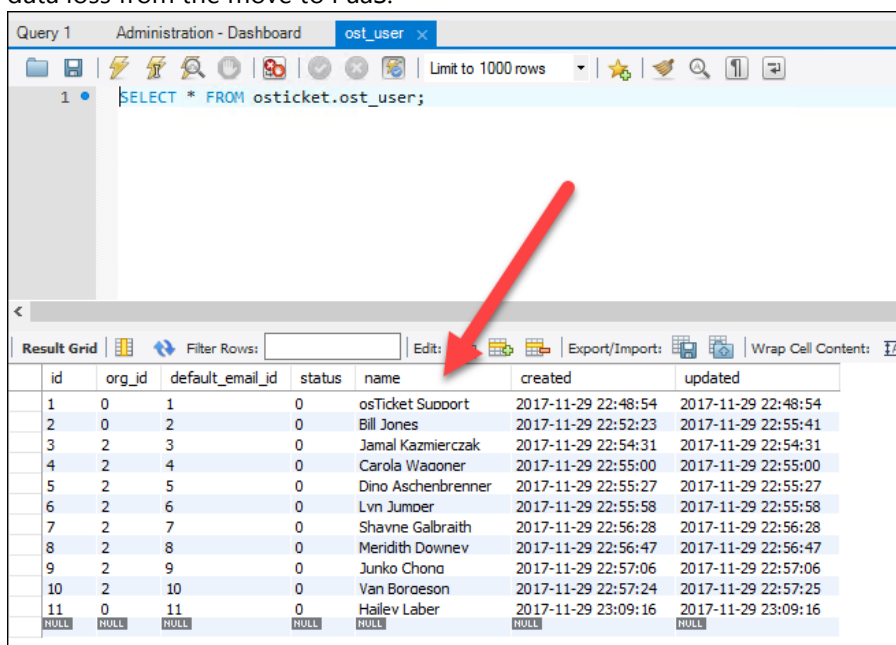 data loss from the move to PaaS.
Query 1 Administration - Dashboard ost_user ×
Limit to 1000 rows
1 SELECT * FROM osticket.ost_user;
Result Grid Filter Rows: Edit: Export/Import: Wrap Cell Content:
id org_id default_email_id status name created updated
1 0 1 0 osTicket Support 2017-11-29 22:48:54 2017-11-29 22:48:54
2 0 2 0 Bill Jones 2017-11-29 22:52:23 2017-11-29 22:55:41
3 2 3 0 Jamal Kazmierczak 2017-11-29 22:54:31 2017-11-29 22:54:31
4 2 4 0 Carola Wagoner 2017-11-29 22:55:00 2017-11-29 22:55:00
5 2 5 0 Dino Aschenbrenner 2017-11-29 22:55:27 2017-11-29 22:55:27
6 2 6 0 Lyn Jumper 2017-11-29 22:55:58 2017-11-29 22:55:58
7 2 7 0 Shayne Galbraith 2017-11-29 22:56:28 2017-11-29 22:56:28
8 2 8 0 Meridith Downey 2017-11-29 22:56:47 2017-11-29 22:56:47
9 2 9 0 Junko Chong 2017-11-29 22:57:06 2017-11-29 22:57:06
10 2 10 0 Van Borgeson 2017-11-29 22:57:24 2017-11-29 22:57:25
11 0 11 0 Hailey Laber 2017-11-29 23:09:16 2017-11-29 23:09:16
NULL NULL NULL NULL NULL NULL NULL